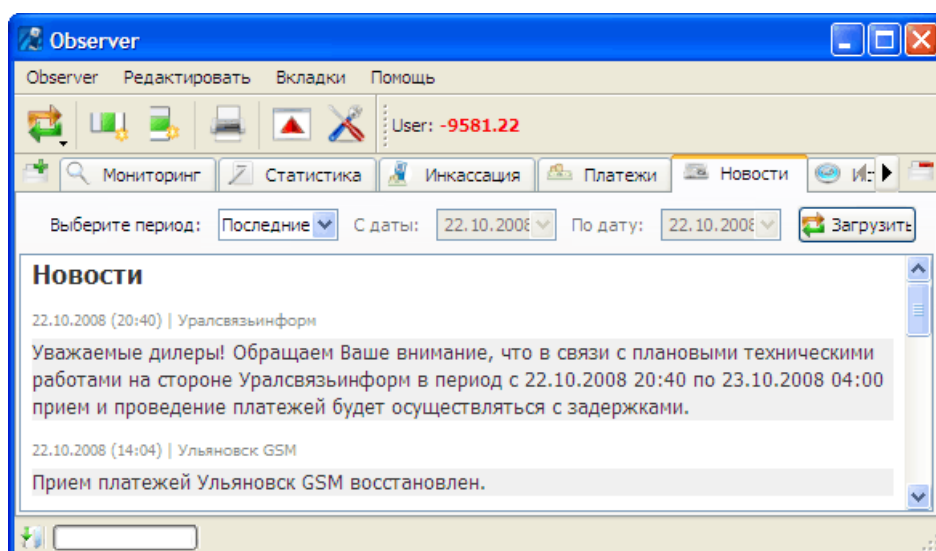 Observer
Observer Редактировать Вкладки Помощь
User: -9581.22
Мониторинг Статистика Инкассация Платежи Новости
Выберите период: Последние С даты: 22.10.2008 По дату: 22.10.2008 Загрузить
Новости
22.10.2008 (20:40) | Уралсвязьинформ
Уважаемые дилеры! Обращаем Ваше внимание, что в связи с плановыми техническими
работами на стороне Уралсвязьинформ в период с 22.10.2008 20:40 по 23.10.2008 04:00
прием и проведение платежей будет осуществляться с задержками.
22.10.2008 (14:04) | Ульяновск GSM
Прием платежей Ульяновск GSM восстановлен.